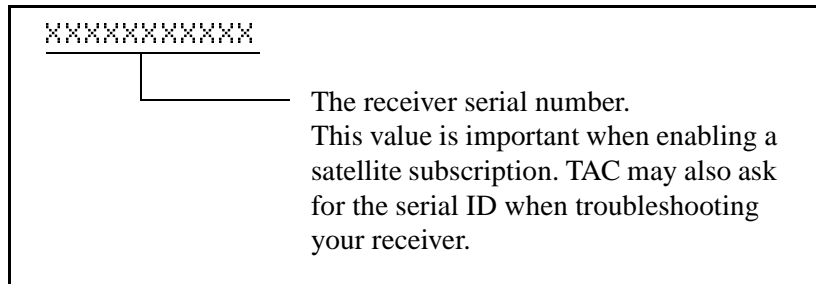 XXXXXXXXXXX
The receiver serial number.
This value is important when enabling a
satellite subscription. TAC may also ask
for the serial ID when troubleshooting
your receiver.